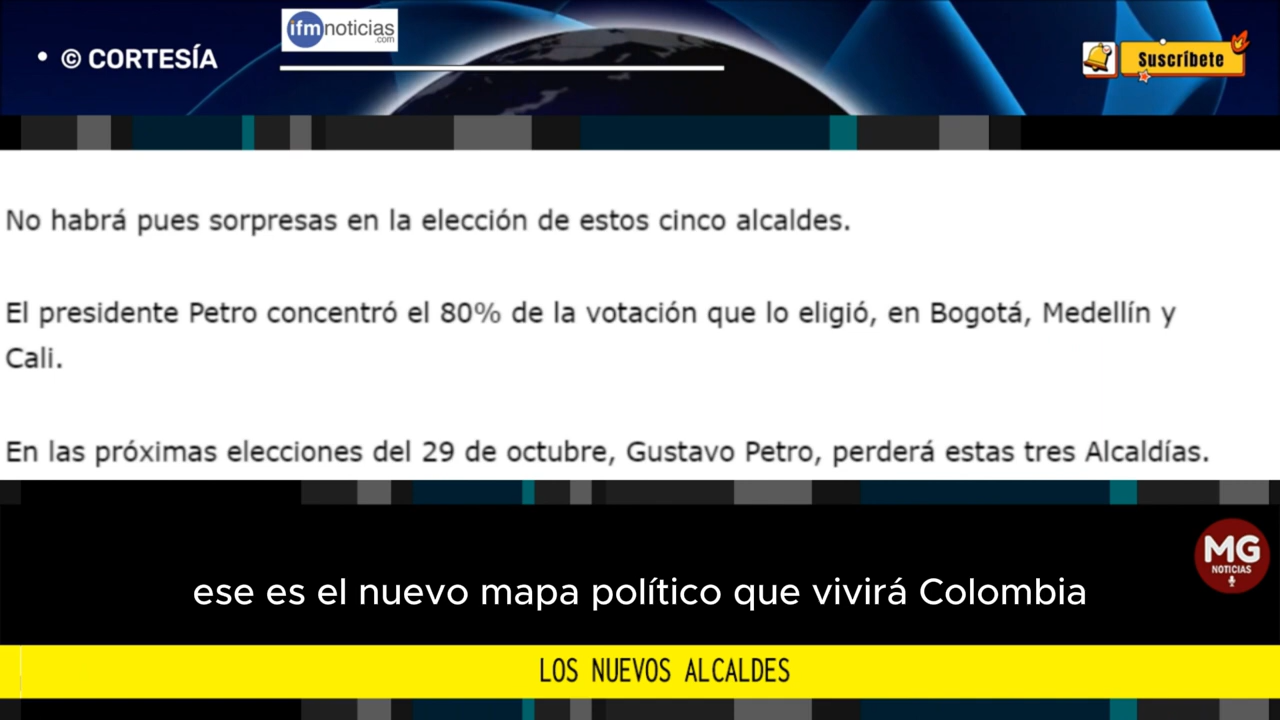 • © CORTESÍA
ifmnoticias
.com
Suscríbete
No habrá pues sorpresas en la elección de estos cinco alcaldes.
El presidente Petro concentró el 80% de la votación que lo eligió, en Bogotá, Medellín y
Cali.
En las próximas elecciones del 29 de octubre, Gustavo Petro, perderá estas tres Alcaldías.
MG
NOTICIAS
ese es el nuevo mapa político que vivirá Colombia
LOS NUEVOS ALCALDES